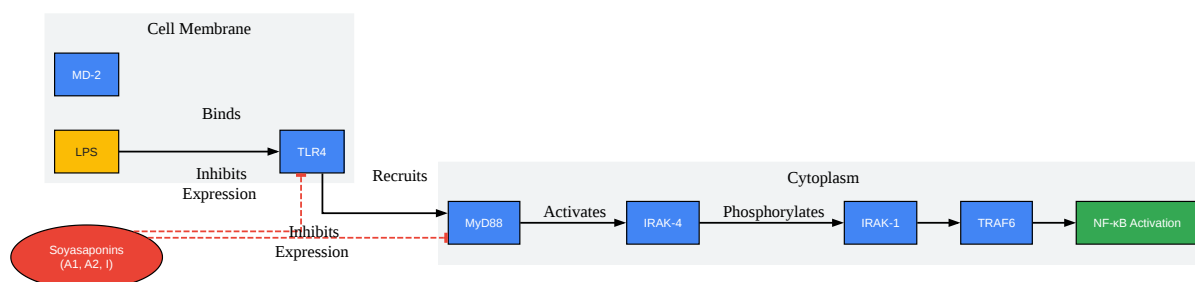 Cell Membrane
MD-2
Binds
LPS
TLR4
Inhibits
Expression
Recruits
Cytoplasm
MyD88
Activates
IRAK-4
Phosphorylates
IRAK-1
TRAF6
NF-κB Activation
Inhibits
Expression
Soyasaponins
(A1, A2, I)